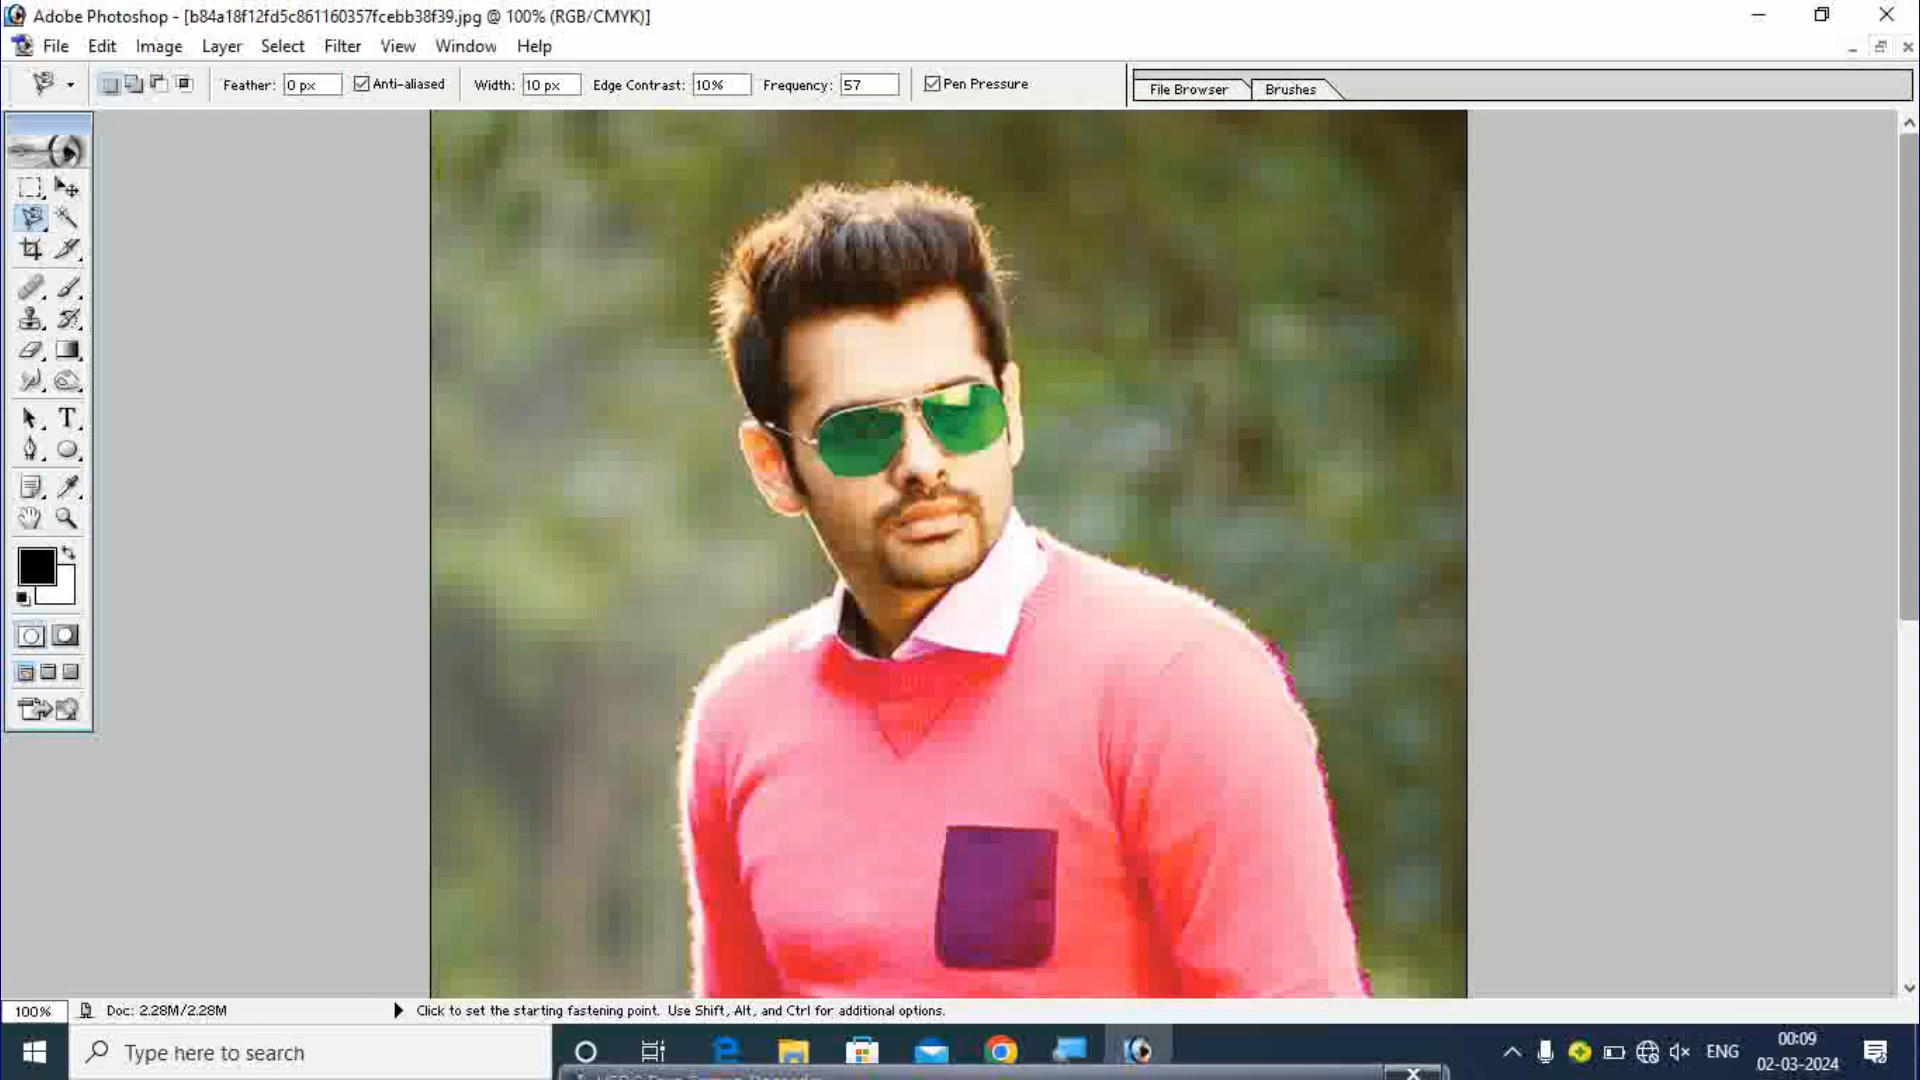 Adobe Photoshop - [b84a18f12fd5c861160357fcebb38f39.jpg @ 100% (RGB/CMYK)]
File Edit Image Layer Select Filter View Window Help
Feather: 0 px Anti-aliased Width: 10 px Edge Contrast: 10% Frequency: 57 Pen Pressure File Browser Brushes
T
100% Doc: 2.28M/2.28M Click to set the starting fastening point. Use Shift, Alt, and Ctrl for additional options.
Type here to search
ENG
00:09
02-03-2024